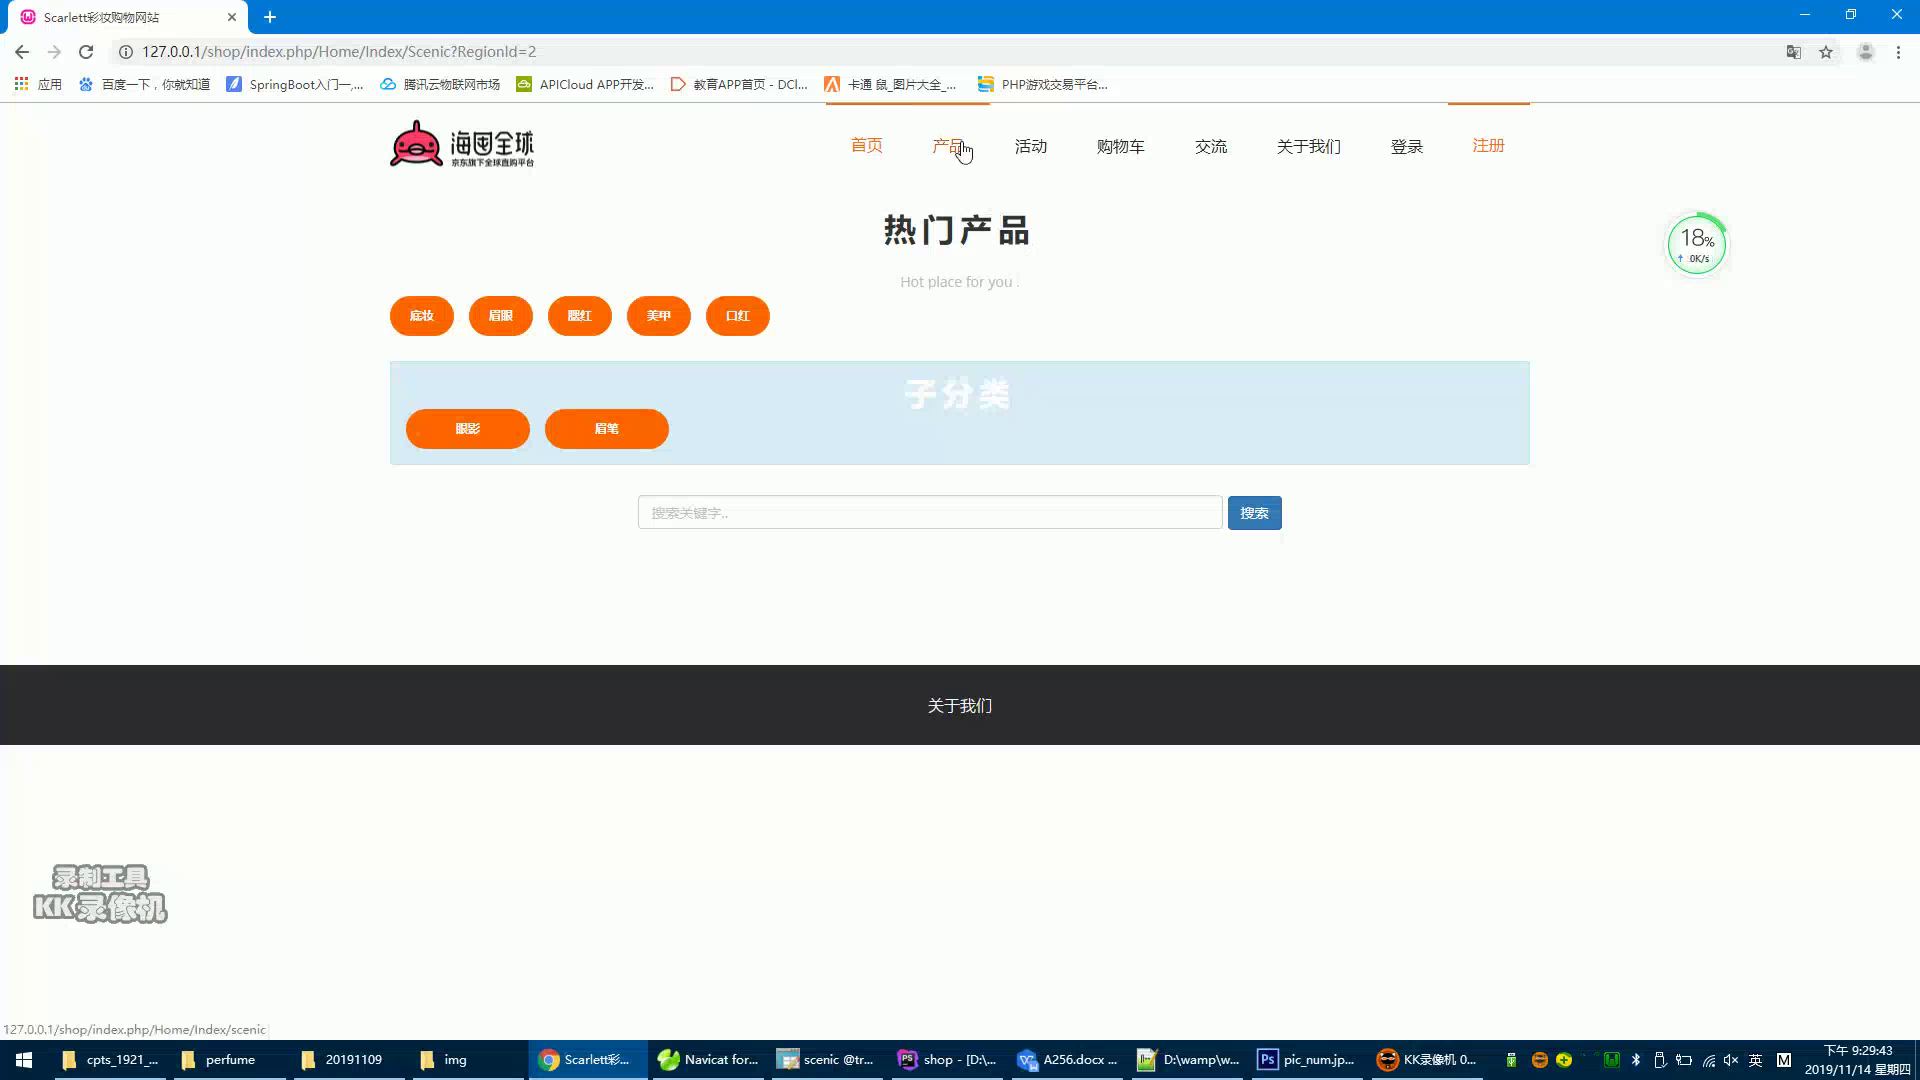 Scarlett彩妆购物网站
127.0.0.1/shop/index.php/Home/Index/Scenic?RegionId=2
应用
百度一下，你就知道
SpringBoot入门一,...
腾讯云物联网市场
APICloud APP开发...
教育APP首页 - DCl...
卡通 鼠_图片大全_...
PHP游戏交易平台...
海囤全球
京东旗下全球直购平台
首页 产品 活动 购物车 交流 关于我们 登录 注册
热门产品
18%
0K/s
Hot place for you .
底妆 眉眼 腮红 美甲 口红
子分类
眼影 眉笔
搜索关键字..
搜索
关于我们
录制工具
KK录像机
127.0.0.1/shop/index.php/Home/Index/scenic
cpts_1921_...
perfume
20191109
img
Scarlett彩...
Navicat for...
scenic @tr...
shop - [D:\...
A256.docx ...
D:\wamp\w...
pic_num.jp...
KK录像机 0...
英
M
下午 9:29:43
2019/11/14 星期四